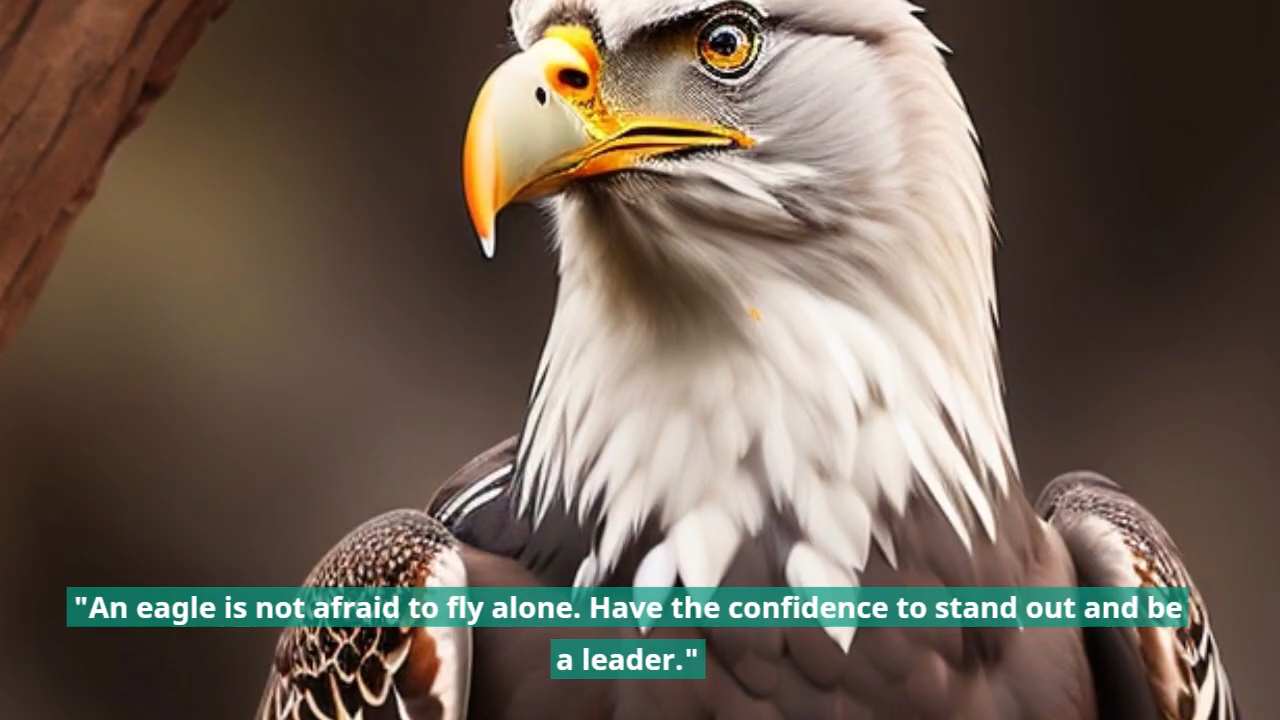 "An eagle is not afraid to fly alone. Have the confidence to stand out and be
a leader."